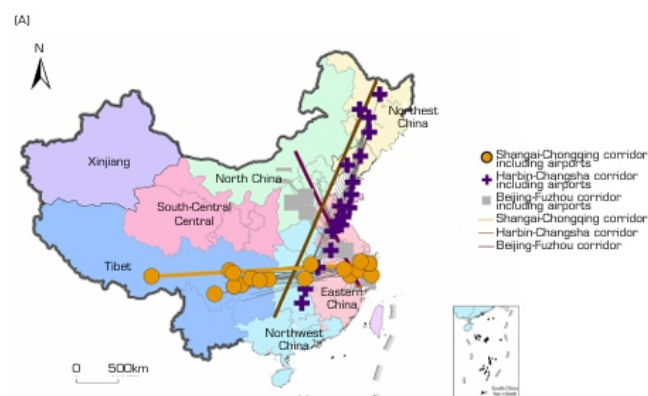 [A]
N
Northest
China
Xinjiang
North China
South-Central
Central
Tibet
Eastern
China
Northwest
China
0 500km
Shangai-Chongqing corridor
including airports
Harbin-Changsha corridor
including airports
Beijing-Fuzhou corridor
including airports
Shangai-Chongqing corridor
Harbin-Changsha corridor
Beijing-Fuzhou corridor
South China